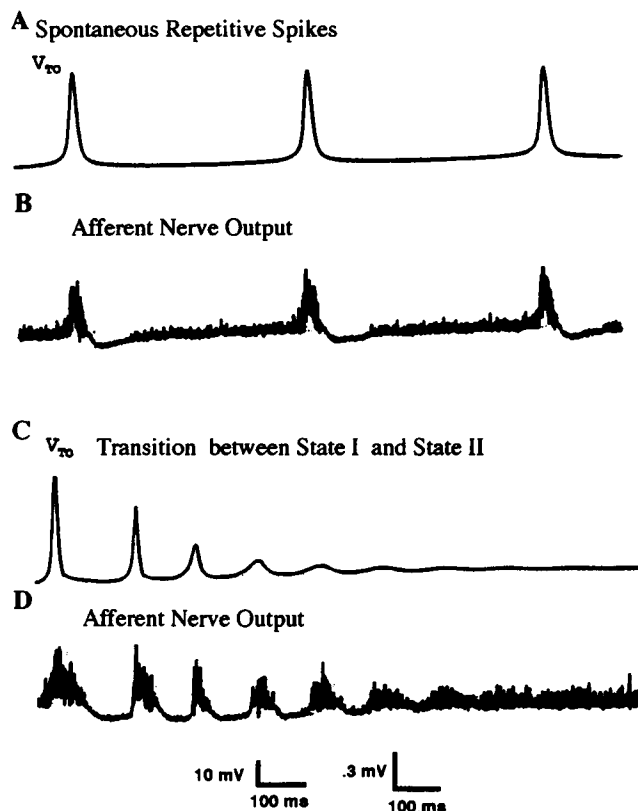 A Spontaneous Repetitive Spikes
V_TO
B
Afferent Nerve Output
C
V_TO Transition between State I and State II
D
Afferent Nerve Output
10 mV
100 ms
.3 mV
100 ms